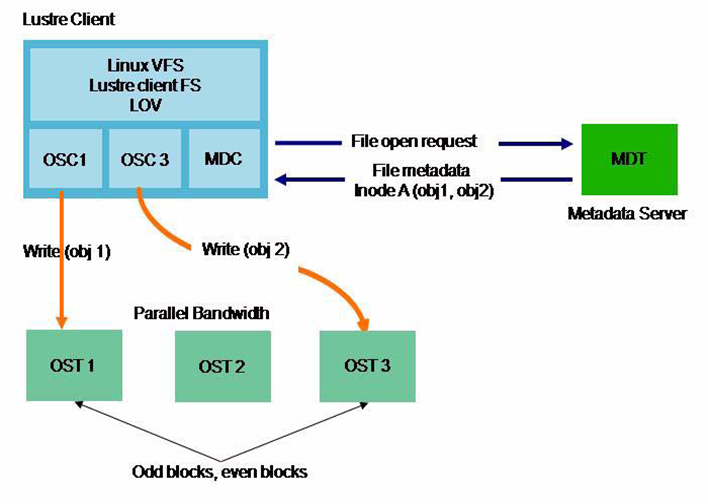 Lustre Client
Linux VFS
Lustre client FS
LOV
OSC1
OSC 3
MDC
File open request
File metadata
Inode A (obj1, obj2)
MDT
Metadata Server
Write (obj 1)
Write (obj 2)
Parallel Bandwidth
OST 1
OST 2
OST 3
Odd blocks, even blocks